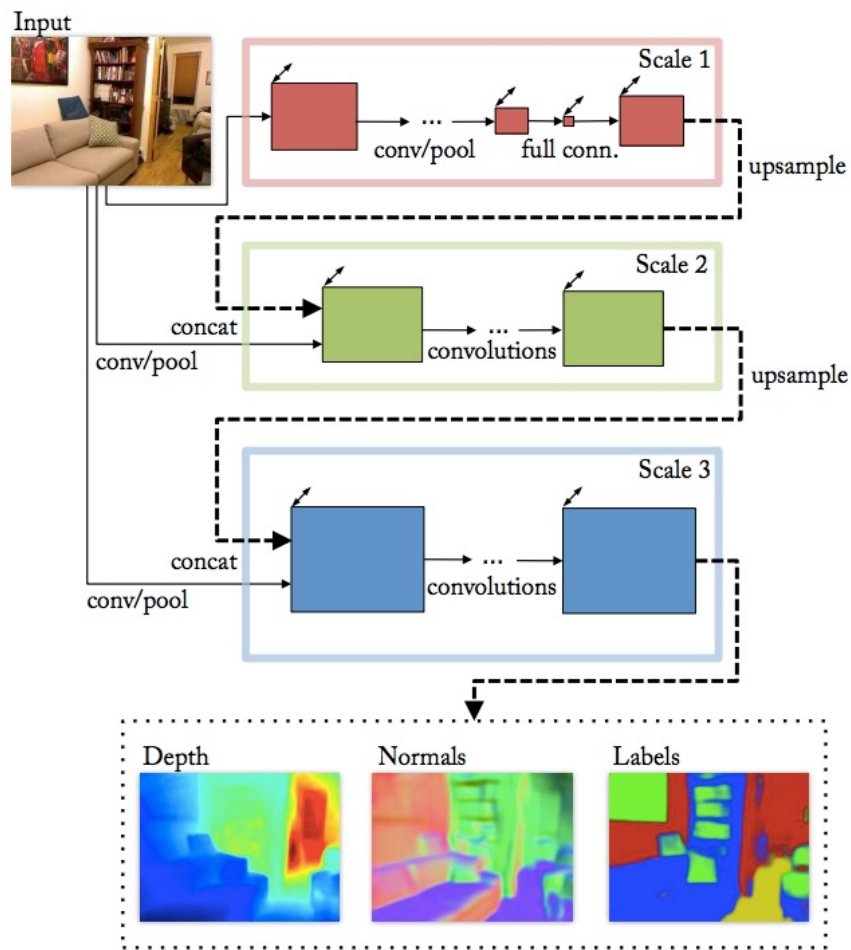 Input
Scale 1
...
conv/pool
full conn.
upsample
Scale 2
concat
conv/pool
...
convolutions
upsample
Scale 3
concat
conv/pool
...
convolutions
Depth
Normals
Labels